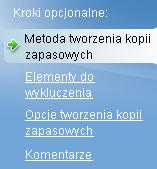 Kroki opcjonalne:
Metoda tworzenia kopii
zapasowych
Elementy do
wykluczenia
Opcje tworzenia kopii
zapasowych
Komentarze